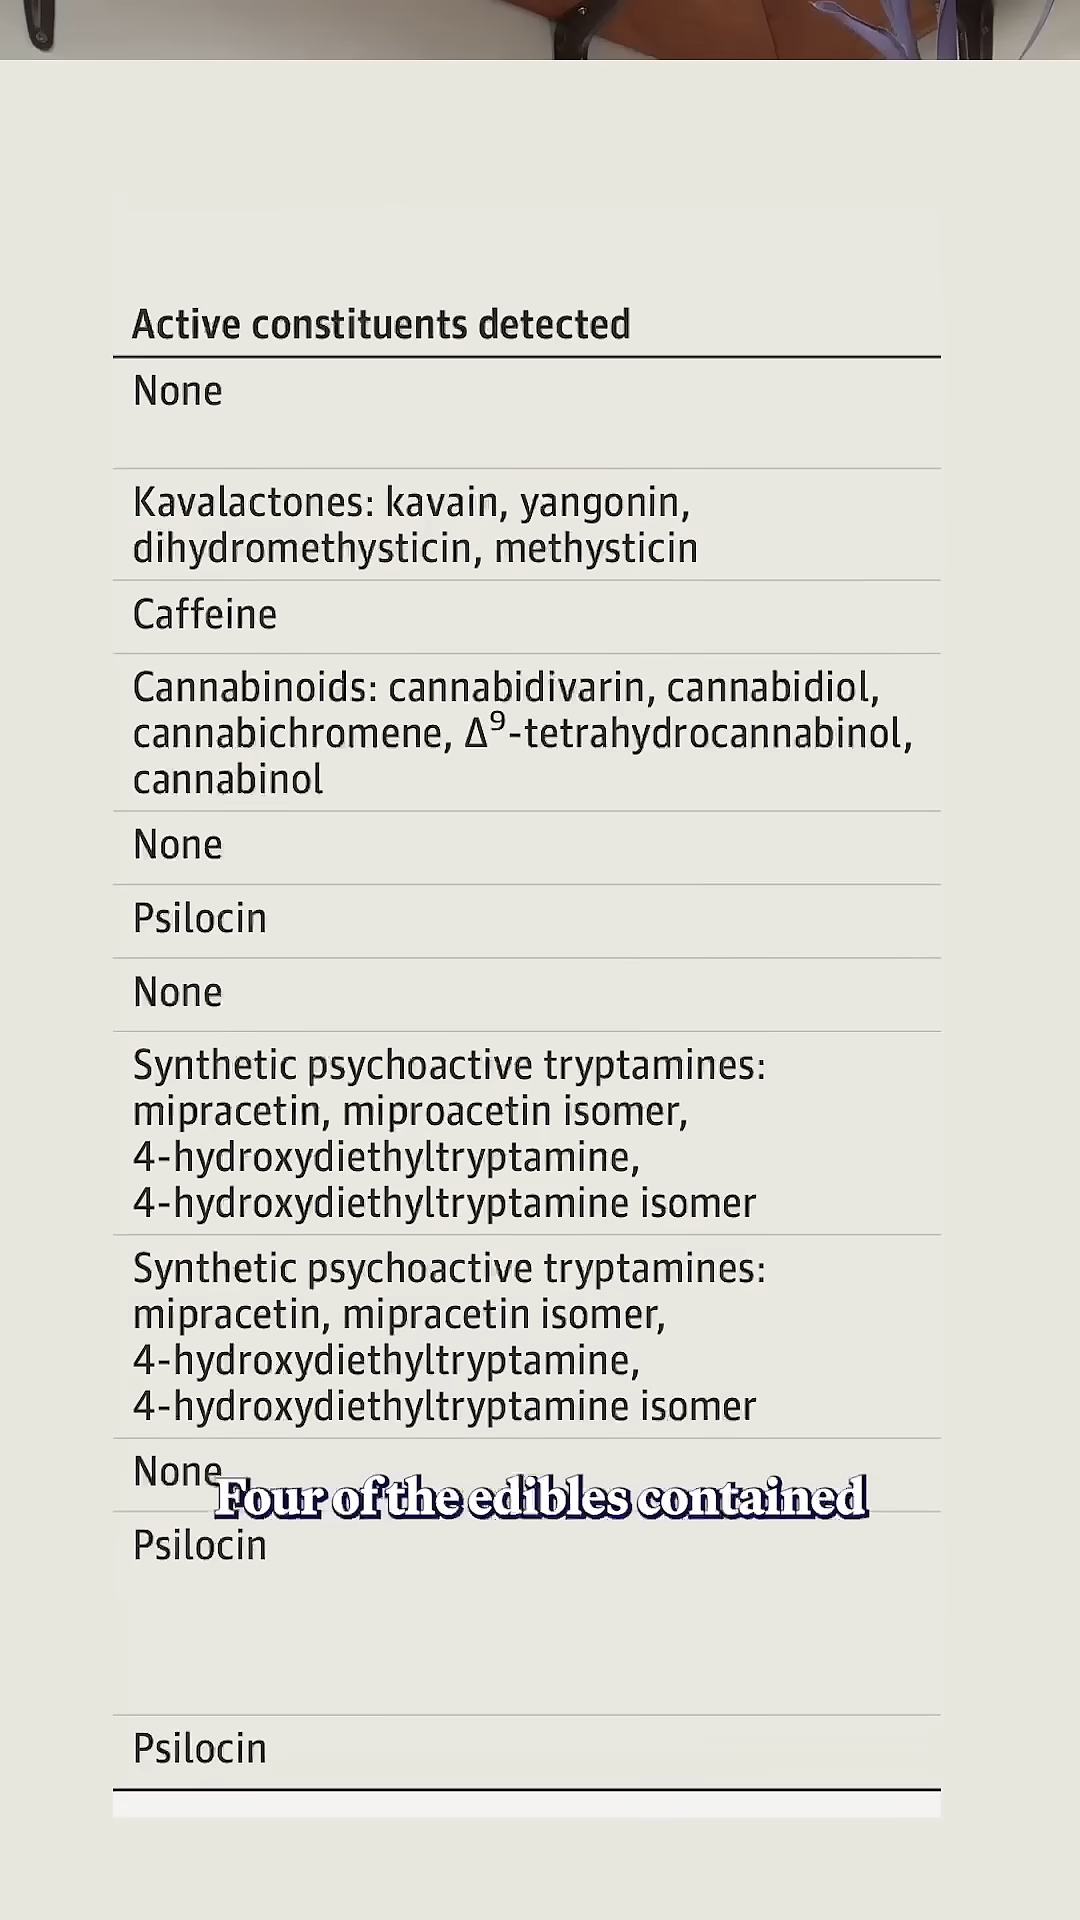 Active constituents detected
None
Kavalactones: kavain, yangonin,
dihydromethysticin, methysticin
Caffeine
Cannabinoids: cannabidivarin, cannabidiol,
cannabichromene, Δ⁹-tetrahydrocannabinol,
cannabinol
None
Psilocin
None
Synthetic psychoactive tryptamines:
mipracetin, miproacetin isomer,
4-hydroxydiethyltryptamine,
4-hydroxydiethyltryptamine isomer
Synthetic psychoactive tryptamines:
mipracetin, mipracetin isomer,
4-hydroxydiethyltryptamine,
4-hydroxydiethyltryptamine isomer
None
Four of the edibles contained
Psilocin
Psilocin